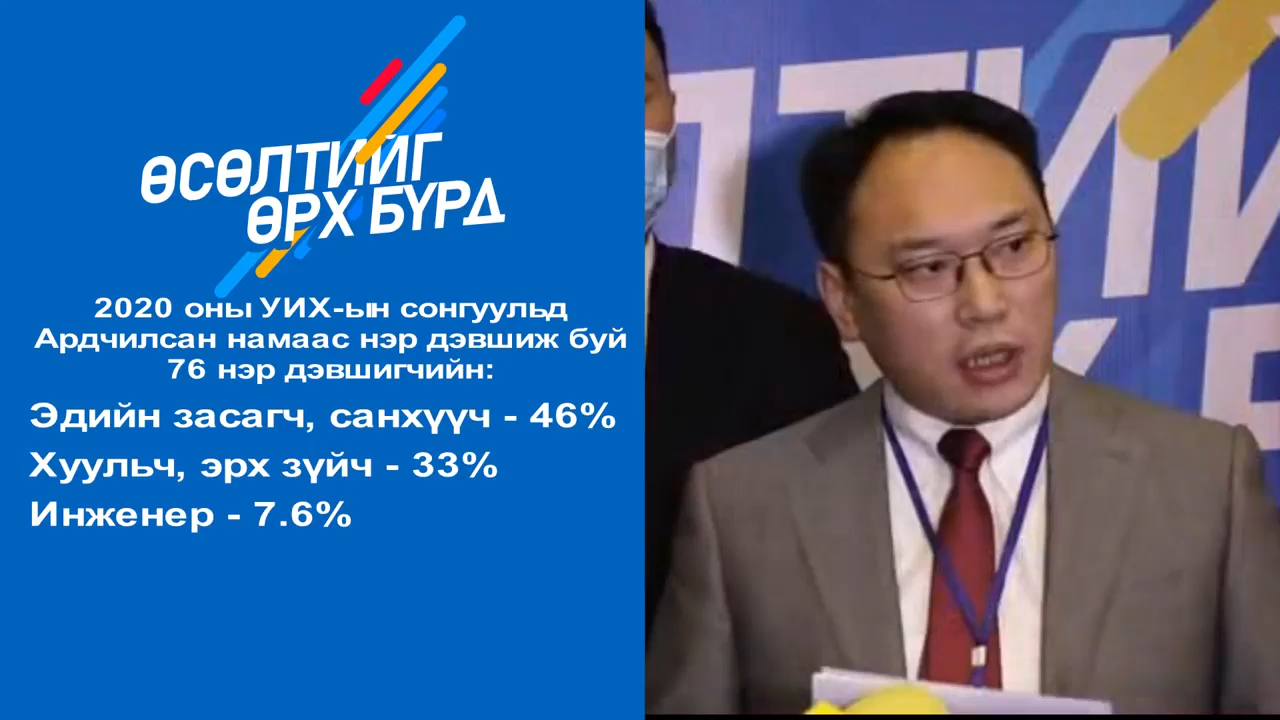 ӨСӨЛТИЙГ
ӨРХ БҮРД
2020 оны УИХ-ын сонгуульд
Ардчилсан намаас нэр дэвшиж буй
76 нэр дэвшигчийн:
Эдийн засагч, санхүүч - 46%
Хуульч, эрх зүйч - 33%
Инженер - 7.6%